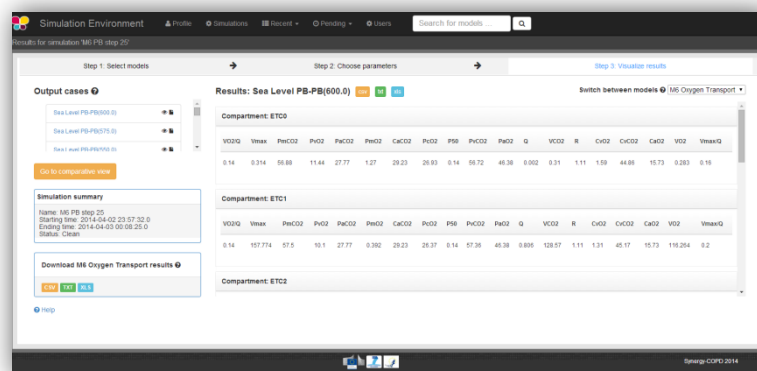 Simulation Environment Profile Simulations Recent Pending Users Search for models ...
Results for simulation 'M6 PB step 25'
Step 1: Select models Step 2: Choose parameters Step 3: Visualize results
Output cases
Sea Level PB-PB(600.0)
Sea Level PB-PB(575.0)
Sea Level PB-PB(550.0)
Go to comparative view
Simulation summary
Name: M6 PB step 25
Starting time: 2014-04-02 23:57:32.0
Ending time: 2014-04-03 00:08:25.0
Status: Clean
Download M6 Oxygen Transport results
CSV TXT XLS
Help
Results: Sea Level PB-PB(600.0)
Switch between models M6 Oxygen Transport
Compartment: ETC0
VO2/Q Vmax PmCO2 PvO2 PaCO2 PmO2 CaCO2 PcO2 P50 PvCO2 PaO2 Q VCO2 R CvO2 CvCO2 CaO2 VO2 Vmax/Q
0.14 0.314 56.88 11.44 27.77 1.27 29.23 26.93 0.14 56.72 46.38 0.002 0.31 1.11 1.59 44.86 15.73 0.283 0.16
Compartment: ETC1
VO2/Q Vmax PmCO2 PvO2 PaCO2 PmO2 CaCO2 PcO2 P50 PvCO2 PaO2 Q VCO2 R CvO2 CvCO2 CaO2 VO2 Vmax/Q
0.14 157.774 57.5 10.1 27.77 0.392 29.23 26.37 0.14 57.36 46.38 0.806 128.57 1.11 1.31 45.17 15.73 116.264 0.2
Compartment: ETC2
Synergy-COPD 2014